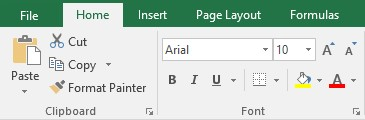 File Home Insert Page Layout Formulas
Cut
Arial 10 A A
Copy
Paste
B I U A
Format Painter
Clipboard Font